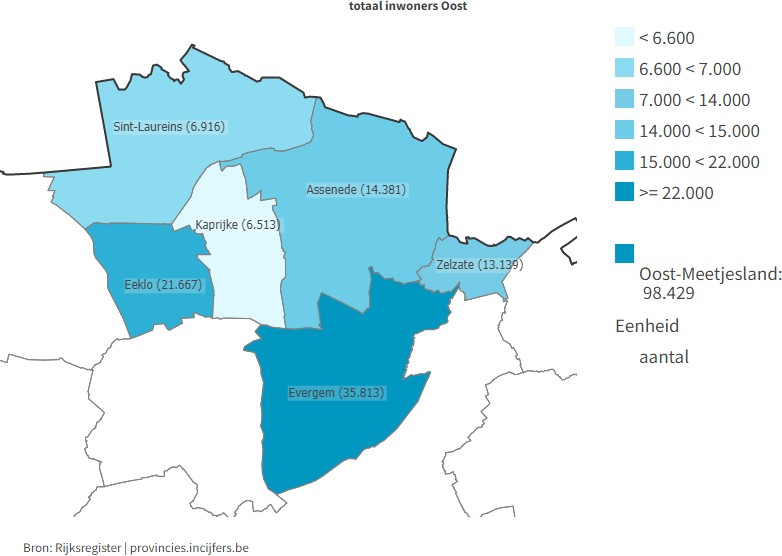 totaal inwoners Oost
Sint-Laureins (6.916)
Assenede (14.381)
Kaprijke (6.513)
Zelzate (13.139)
Eeklo (21.667)
Evergem (35.813)
< 6.600
6.600 < 7.000
7.000 < 14.000
14.000 < 15.000
15.000 < 22.000
>= 22.000
Oost-Meetjesland:
98.429
Eenheid
aantal
Bron: Rijksregister | provincies.incijfers.be